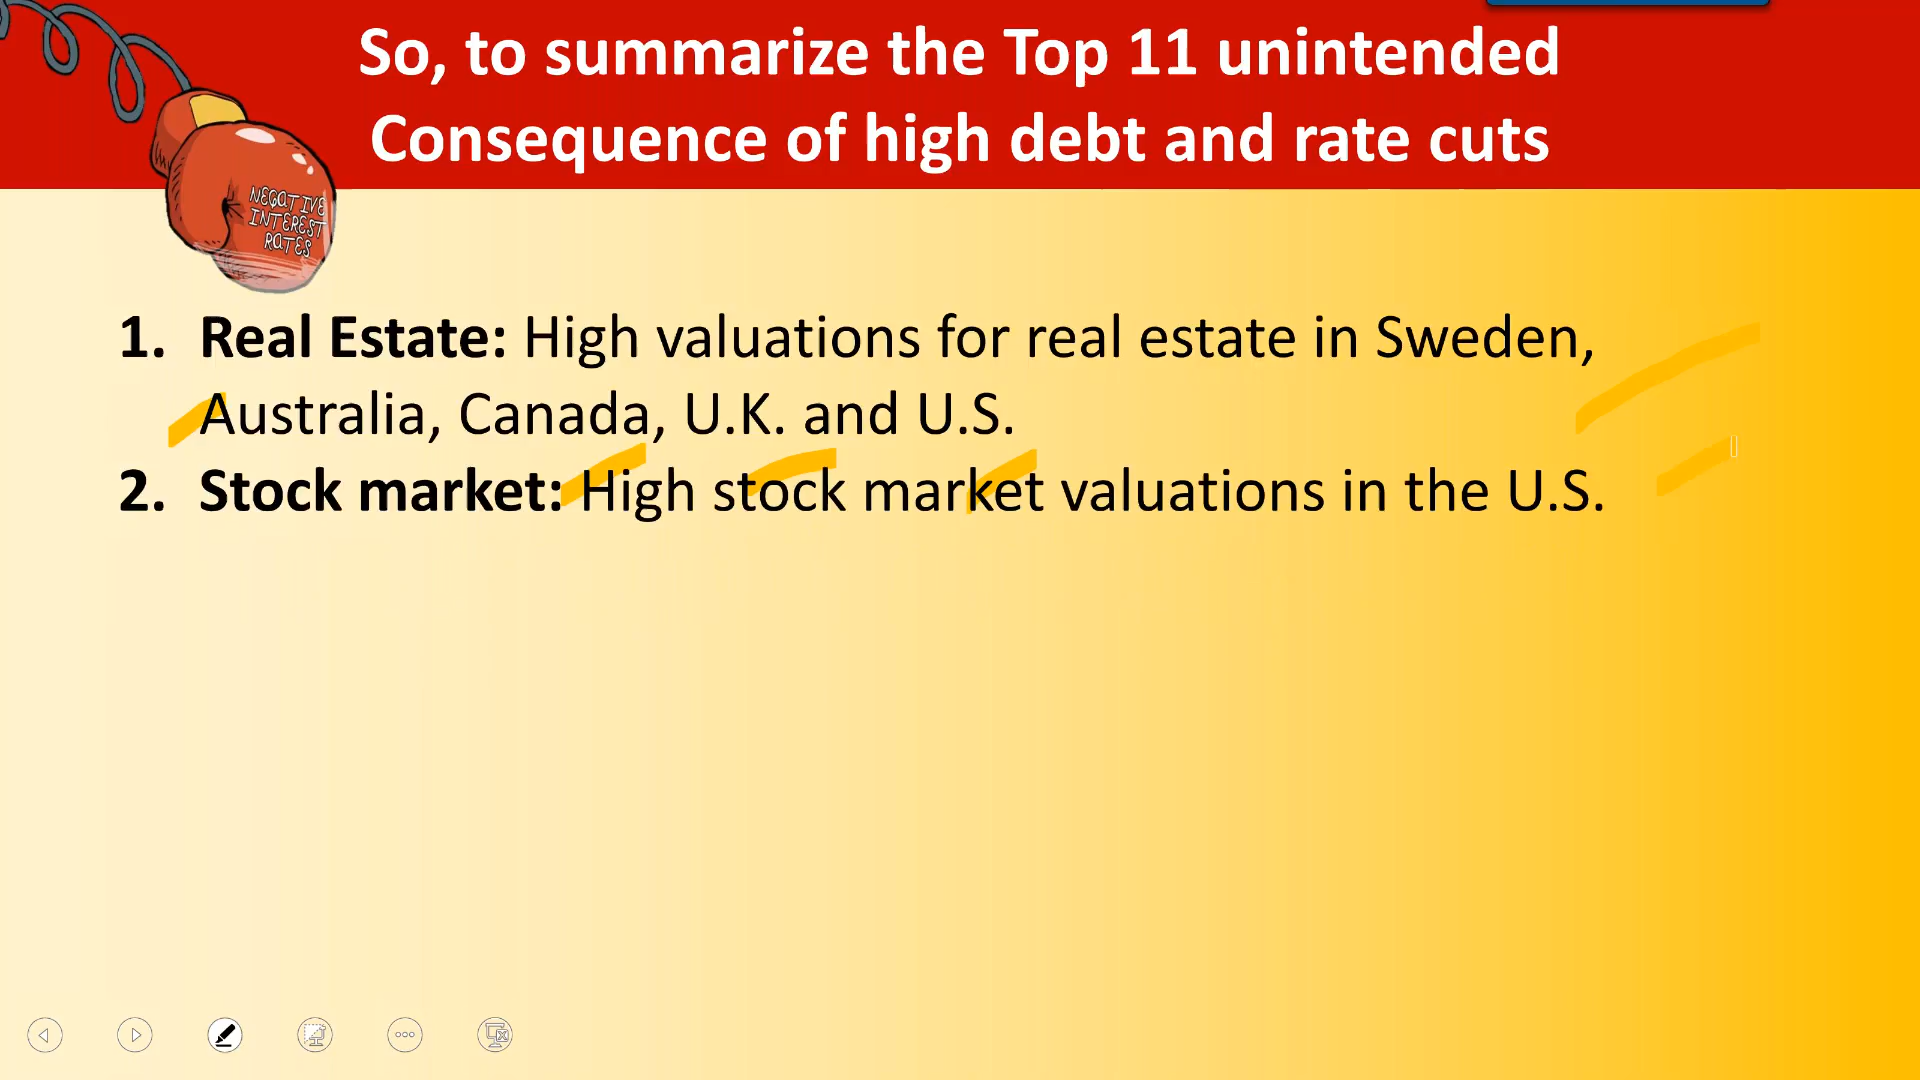 So, to summarize the Top 11 unintended
Consequence of high debt and rate cuts
NEGATIVE
INTEREST
RATES
1. Real Estate: High valuations for real estate in Sweden,
Australia, Canada, U.K. and U.S.
2. Stock market: High stock market valuations in the U.S.